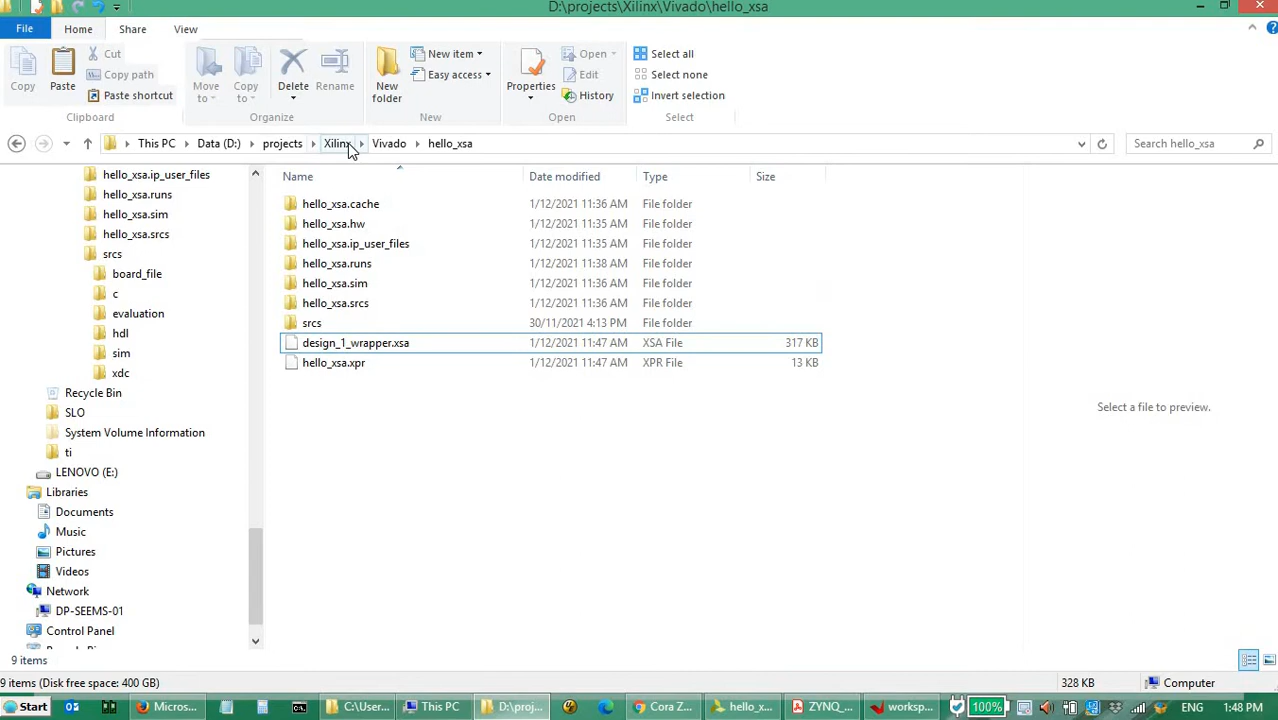 D:\projects\Xilinx\Vivado\hello_xsa
File Home Share View
Copy
Paste
Cut
Copy path
Paste shortcut
Clipboard
Move to
Copy to
Delete
Rename
Organize
New folder
New item
Easy access
New
Properties
Open
Edit
History
Open
Select all
Select none
Invert selection
Select
This PC Data (D:) projects Xilinx Vivado hello_xsa
Search hello_xsa
hello_xsa.ip_user_files
hello_xsa.runs
hello_xsa.sim
hello_xsa.srcs
srcs
board_file
c
evaluation
hdl
sim
xdc
Recycle Bin
SLO
System Volume Information
ti
LENOVO (E:)
Libraries
Documents
Music
Pictures
Videos
Network
DP-SEEMS-01
Control Panel
Name Date modified Type Size
hello_xsa.cache 1/12/2021 11:36 AM File folder
hello_xsa.hw 1/12/2021 11:35 AM File folder
hello_xsa.ip_user_files 1/12/2021 11:35 AM File folder
hello_xsa.runs 1/12/2021 11:38 AM File folder
hello_xsa.sim 1/12/2021 11:36 AM File folder
hello_xsa.srcs 1/12/2021 11:36 AM File folder
srcs 30/11/2021 4:13 PM File folder
design_1_wrapper.xsa 1/12/2021 11:47 AM XSA File 317 KB
hello_xsa.xpr 1/12/2021 11:47 AM XPR File 13 KB
Select a file to preview.
9 items
9 items (Disk free space: 400 GB) 328 KB Computer
Start Micros... C:\User... This PC D:\proj... Cora Z... hello_x... ZYNQ_... worksp... 100% ENG 1:48 PM